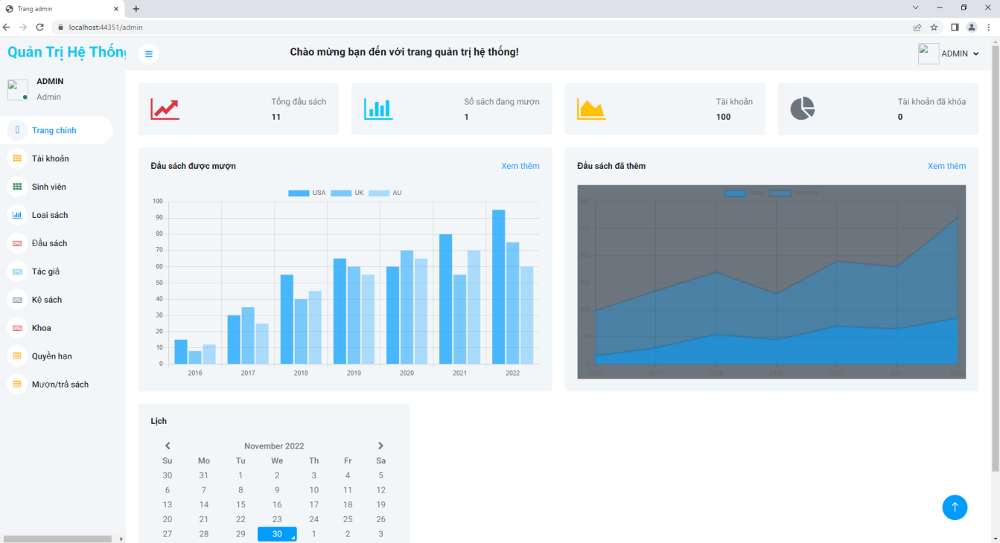 Trang admin
localhost:44351/admin
Quản Trị Hệ Thống
Chào mừng bạn đến với trang quản trị hệ thống!
ADMIN
ADMIN
Admin
Trang chính
Tài khoản
Sinh viên
Loại sách
Đầu sách
Tác giả
Kệ sách
Khoa
Quyền hạn
Mượn/trả sách
Tổng đầu sách
11
Số sách đang mượn
1
Tài khoản
100
Tài khoản đã khóa
0
Đầu sách được mượn Xem thêm
USA UK AU
100
90
80
70
60
50
40
30
20
10
0
2016 2017 2018 2019 2020 2021 2022
Đầu sách đã thêm Xem thêm
Sales Revenue
300
250
200
150
100
50
0
2016 2017 2018 2019 2020 2021 2022
Lịch
November 2022
Su Mo Tu We Th Fr Sa
30 31 1 2 3 4 5
6 7 8 9 10 11 12
13 14 15 16 17 18 19
20 21 22 23 24 25 26
27 28 29 30 1 2 3